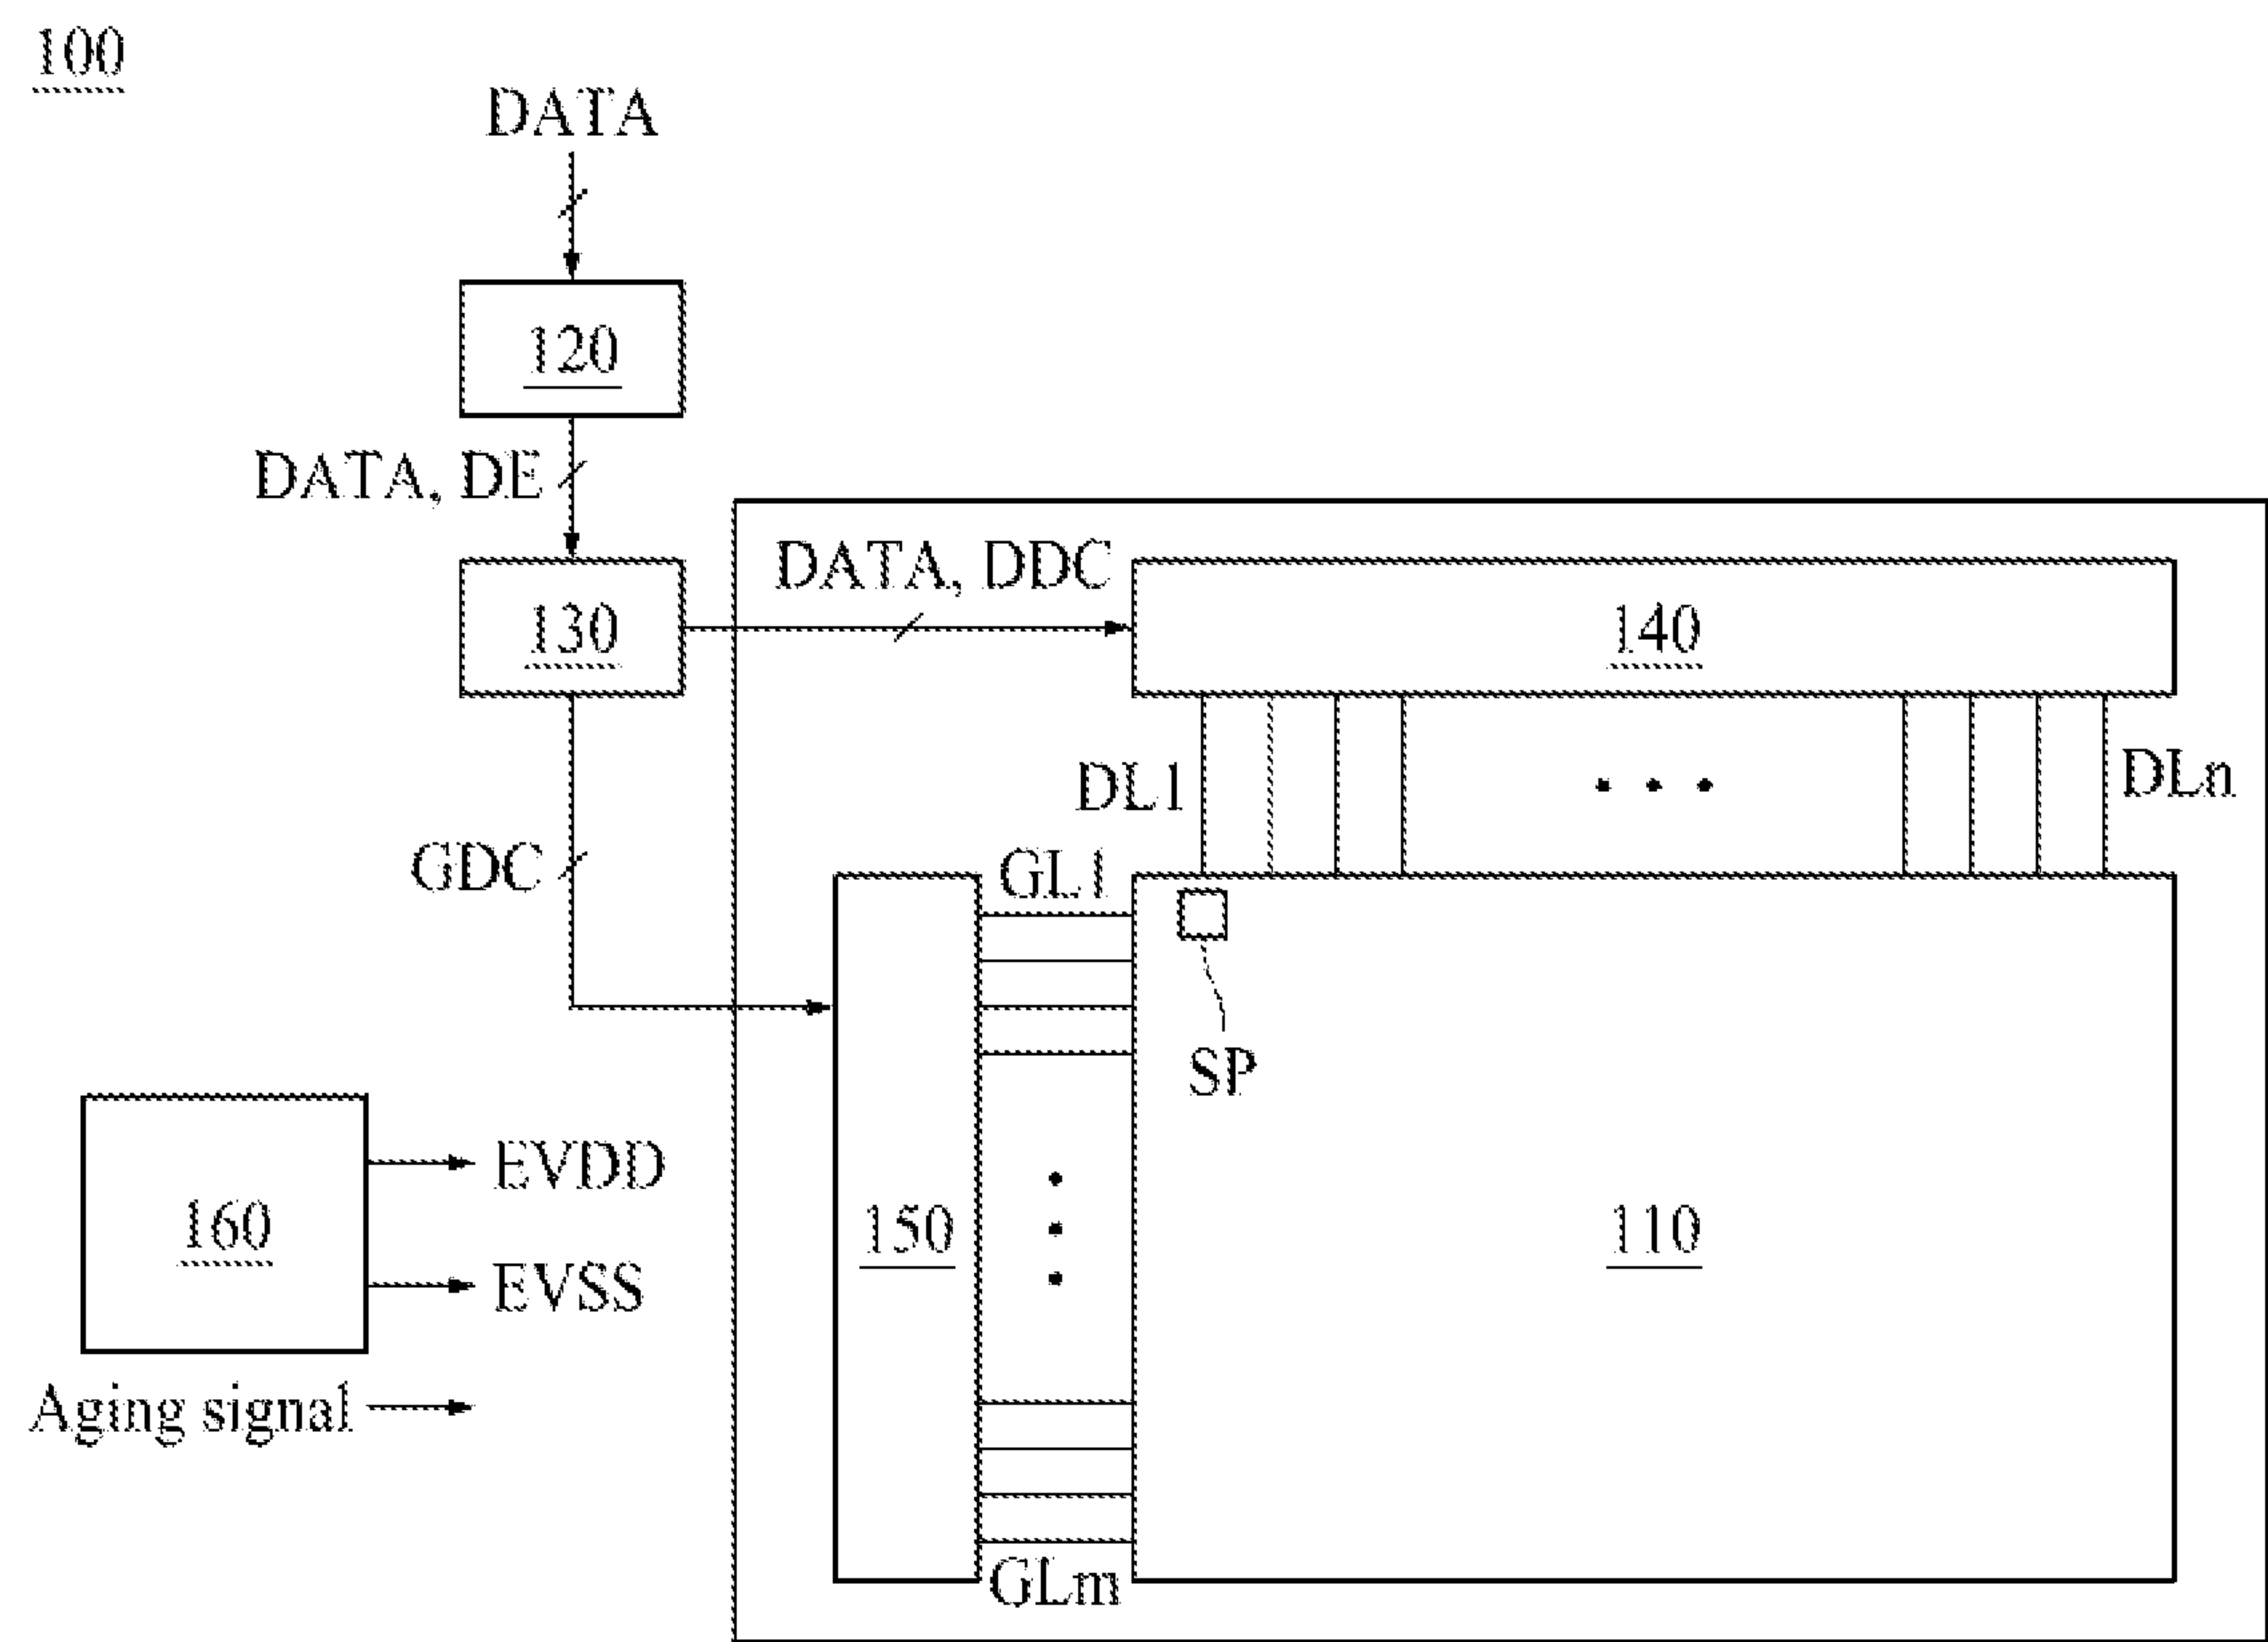 100
DATA
120
DATA, DE
130
DATA, DDC
140
DL1
DLn
GDC
GL1
SP
160
EVDD
EVSS
150
110
Aging signal
GLm